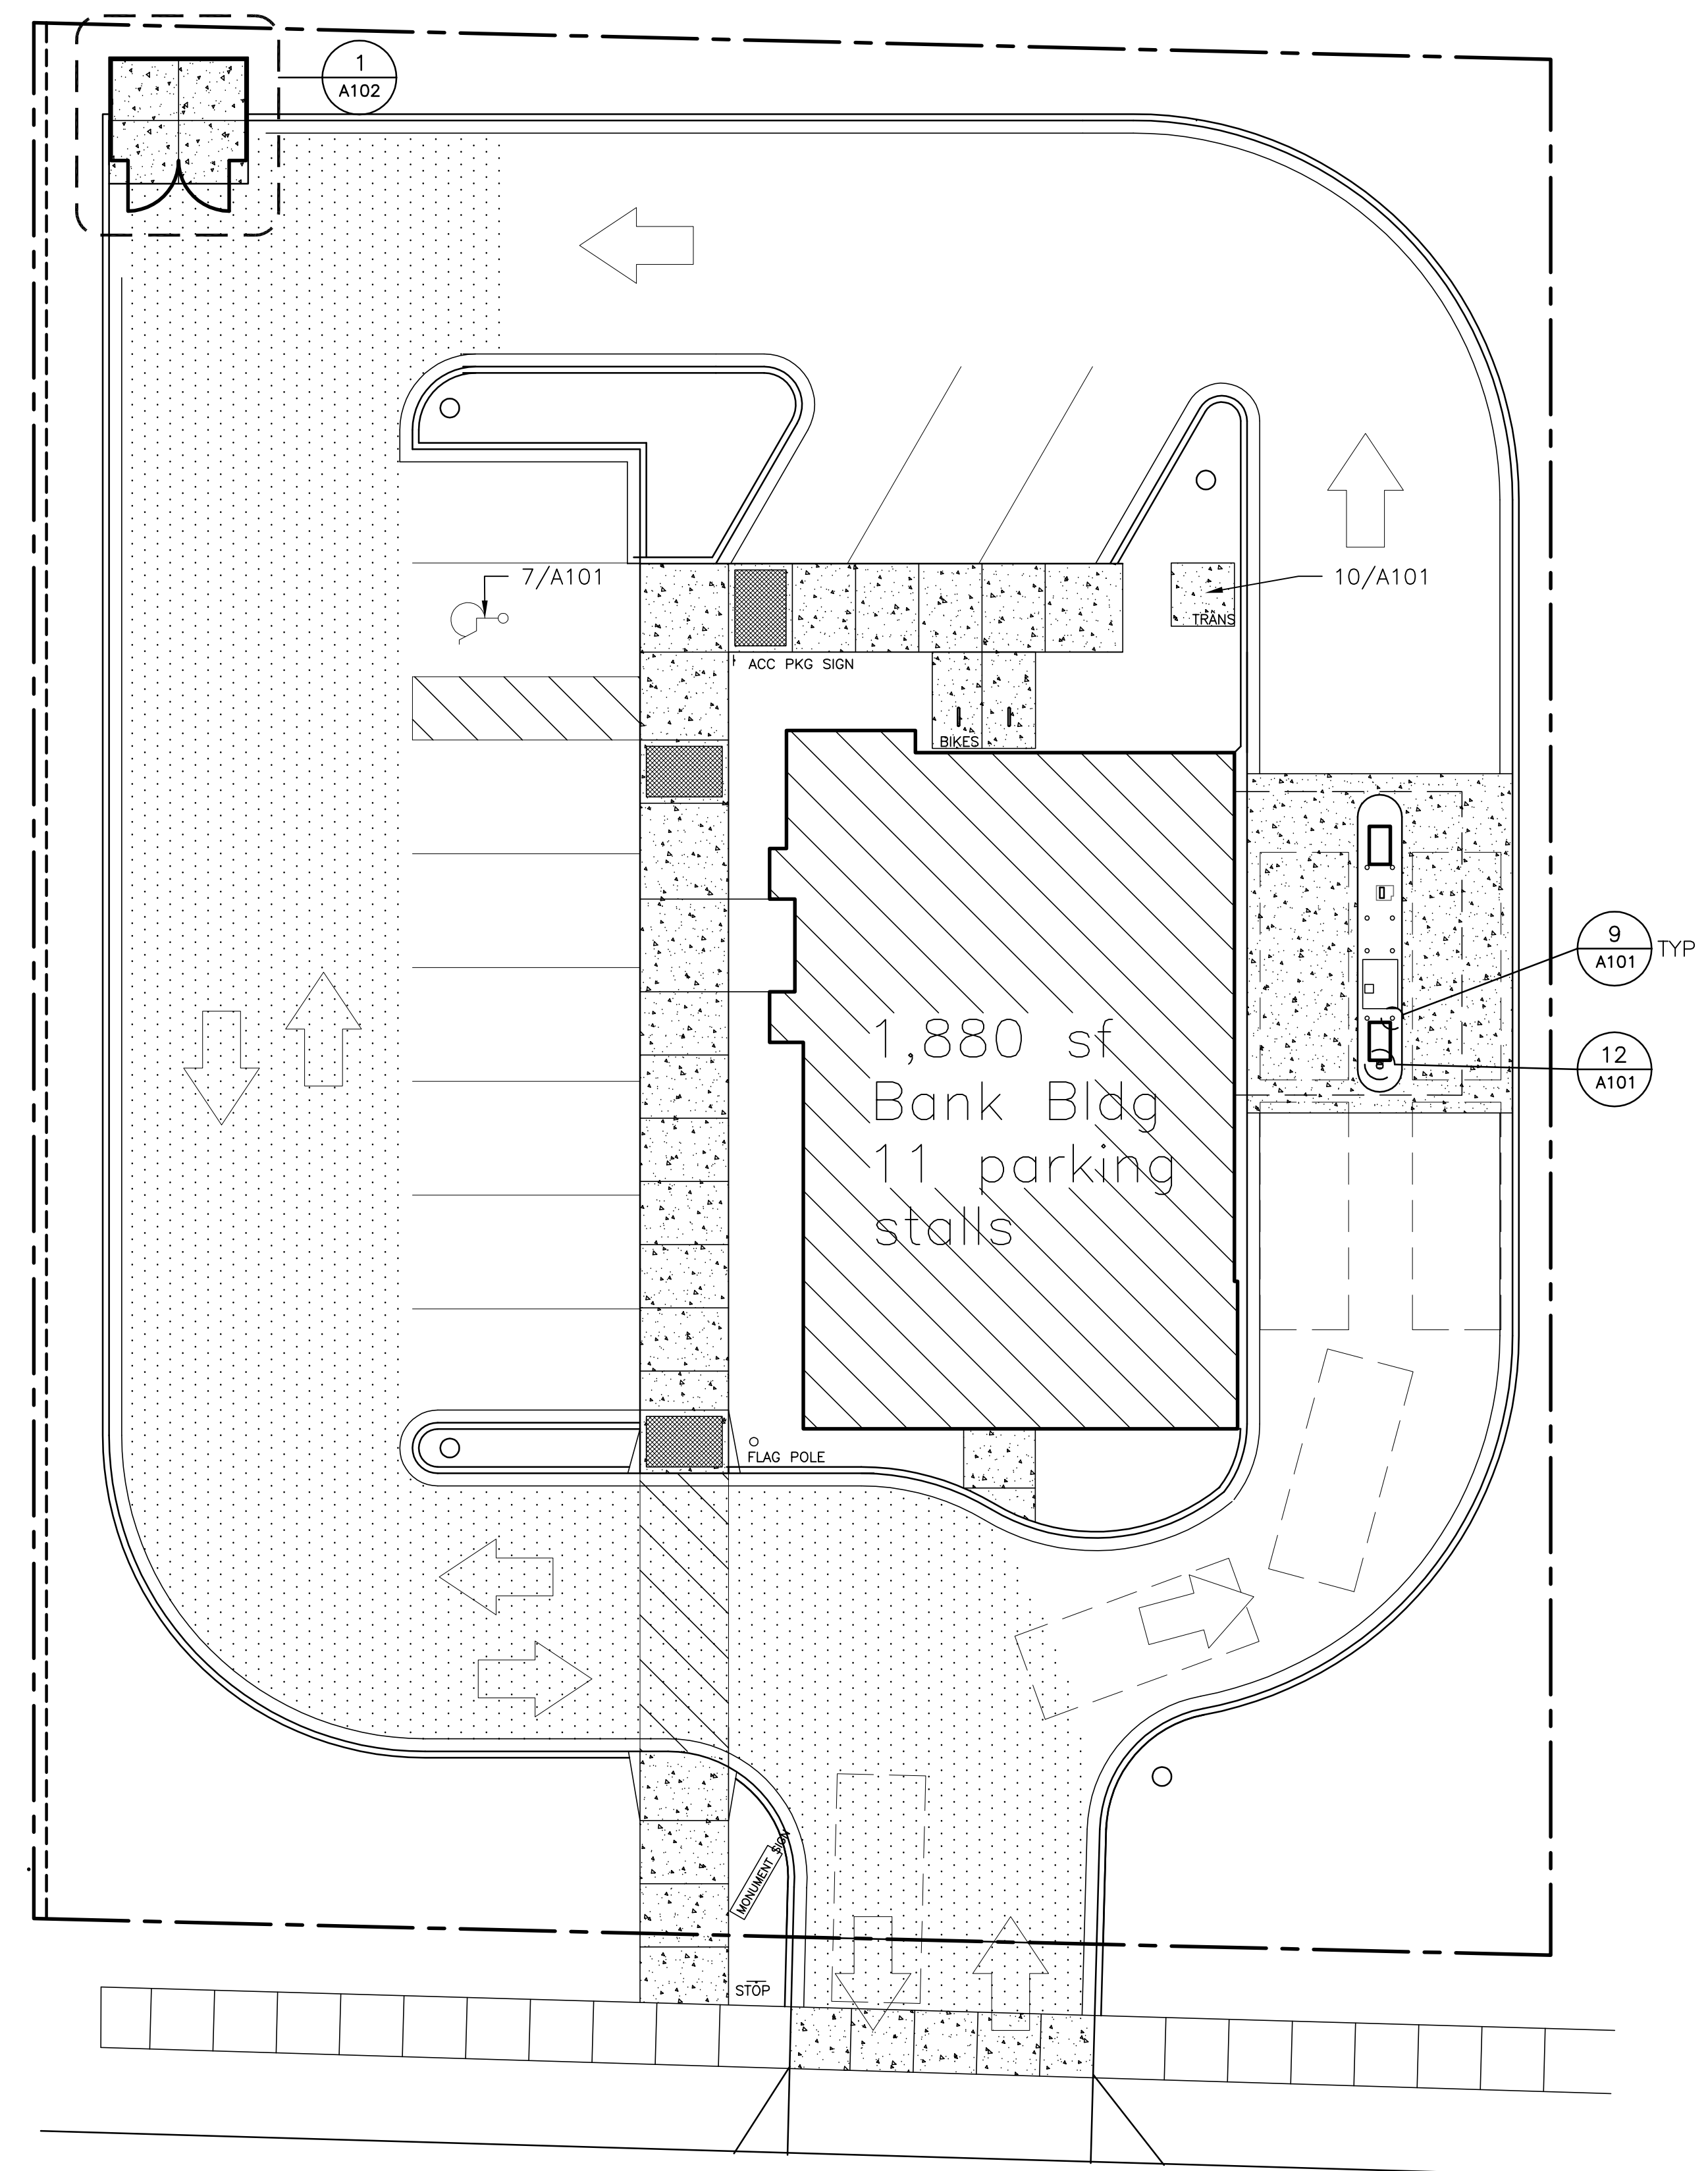 1
A102
7/A101
10/A101
TRANS
ACC PKG SIGN
BIKES
9
A101
TYP
1,880 sf
Bank Bldg
11 parking
stalls
12
A101
FLAG POLE
MONUMENT SIGN
STOP